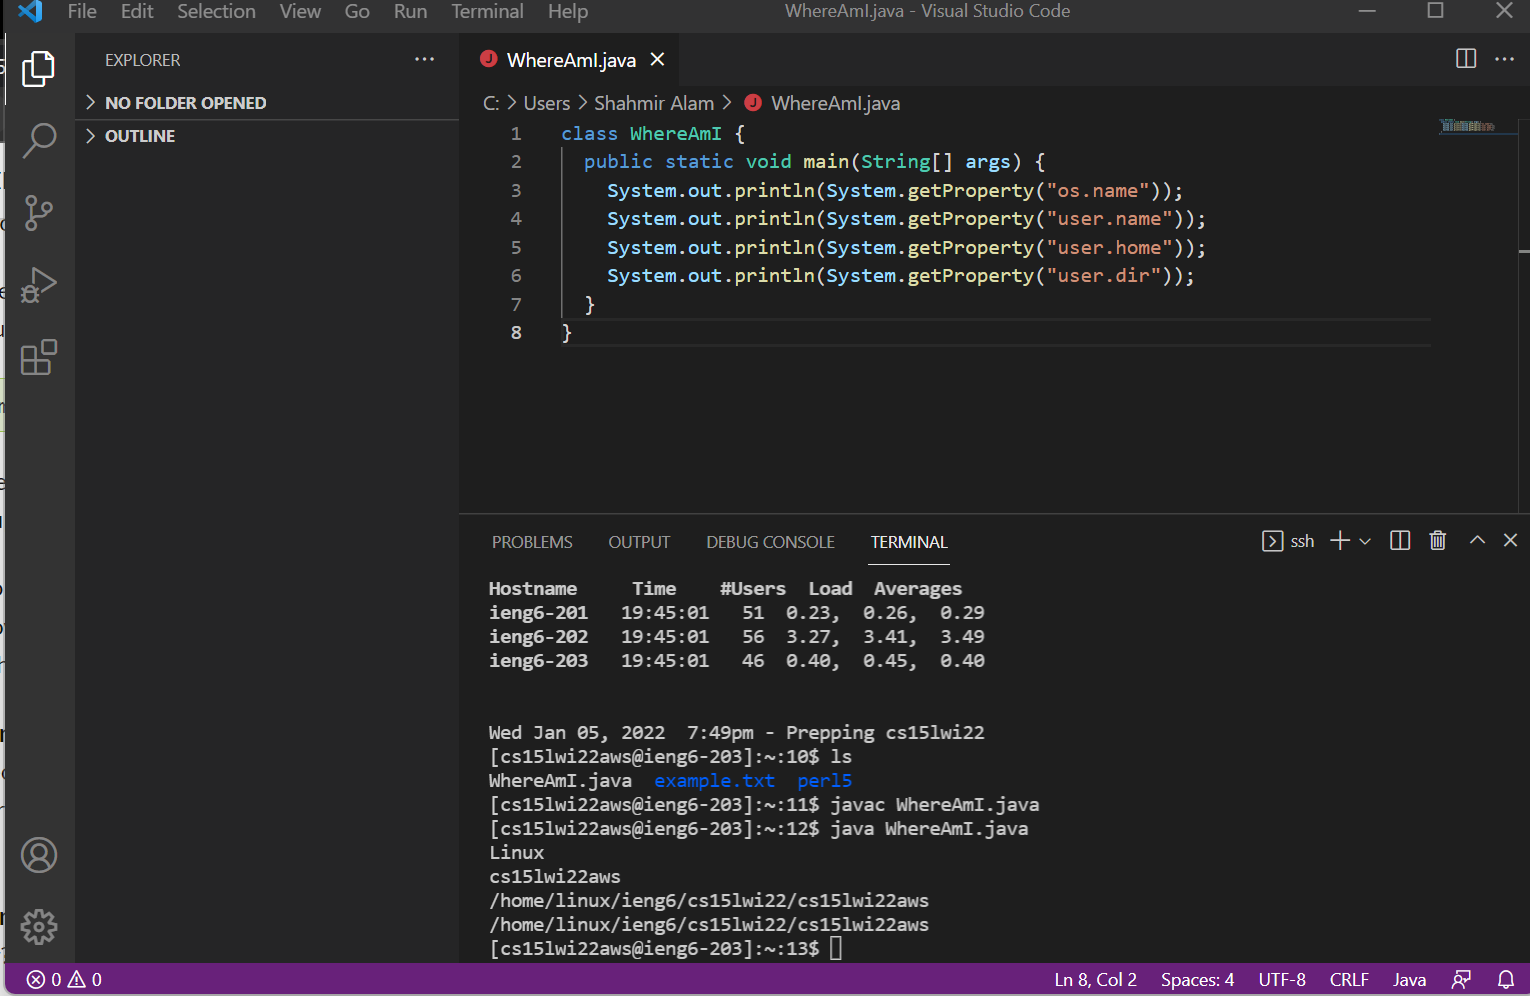 File Edit Selection View Go Run Terminal Help WhereAmI.java - Visual Studio Code
EXPLORER
NO FOLDER OPENED
OUTLINE
WhereAmI.java
C: > Users > Shahmir Alam > WhereAmI.java
1 class WhereAmI {
2 public static void main(String[] args) {
3 System.out.println(System.getProperty("os.name"));
4 System.out.println(System.getProperty("user.name"));
5 System.out.println(System.getProperty("user.home"));
6 System.out.println(System.getProperty("user.dir"));
7 }
8 }
PROBLEMS OUTPUT DEBUG CONSOLE TERMINAL ssh
Hostname Time #Users Load Averages
ieng6-201 19:45:01 51 0.23, 0.26, 0.29
ieng6-202 19:45:01 56 3.27, 3.41, 3.49
ieng6-203 19:45:01 46 0.40, 0.45, 0.40
Wed Jan 05, 2022 7:49pm - Prepping cs15lwi22
[cs15lwi22aws@ieng6-203]:~:10$ ls
WhereAmI.java example.txt perl5
[cs15lwi22aws@ieng6-203]:~:11$ javac WhereAmI.java
[cs15lwi22aws@ieng6-203]:~:12$ java WhereAmI.java
Linux
cs15lwi22aws
/home/linux/ieng6/cs15lwi22/cs15lwi22aws
/home/linux/ieng6/cs15lwi22/cs15lwi22aws
[cs15lwi22aws@ieng6-203]:~:13$
0 0 Ln 8, Col 2 Spaces: 4 UTF-8 CRLF Java